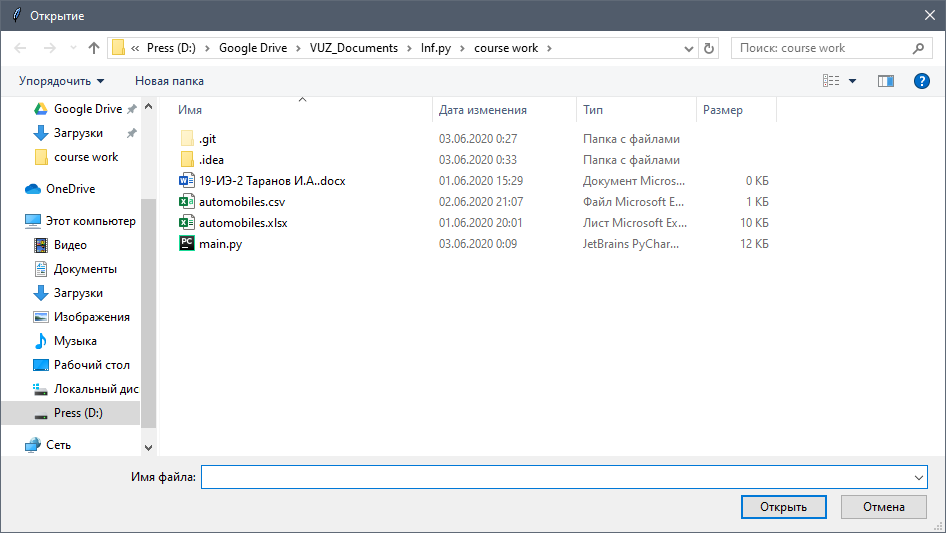 Открытие
« Press (D:) › Google Drive › VUZ_Documents › Inf.py › course work ›
Поиск: course work
Упорядочить
Новая папка
?
Google Drive
Загрузки
course work
OneDrive
Этот компьютер
Видео
Документы
Загрузки
Изображения
Музыка
Рабочий стол
Локальный дис
Press (D:)
Сеть
Имя Дата изменения Тип Размер
.git 03.06.2020 0:27 Папка с файлами
.idea 03.06.2020 0:33 Папка с файлами
19-ИЭ-2 Таранов И.А..docx 01.06.2020 15:29 Документ Micros... 0 КБ
automobiles.csv 02.06.2020 21:07 Файл Microsoft E... 1 КБ
automobiles.xlsx 01.06.2020 20:01 Лист Microsoft Ex... 10 КБ
main.py 03.06.2020 0:09 JetBrains PyChar... 12 КБ
Имя файла:
Открыть
Отмена